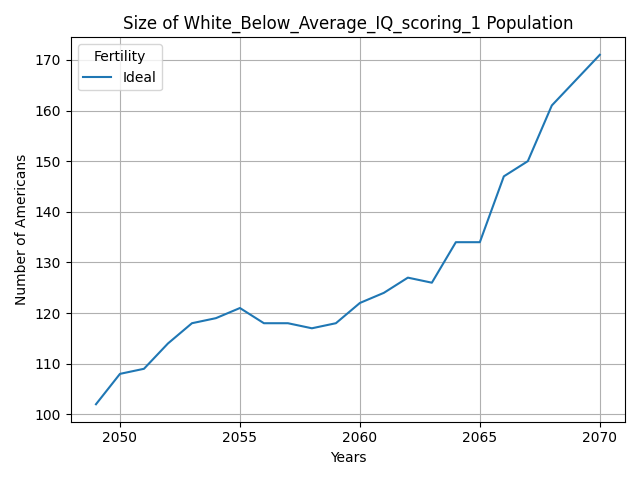 Size of White_Below_Average_IQ_scoring_1 Population
Fertility
Ideal
Number of Americans
170
160
150
140
130
120
110
100
2050 2055 2060 2065 2070
Years